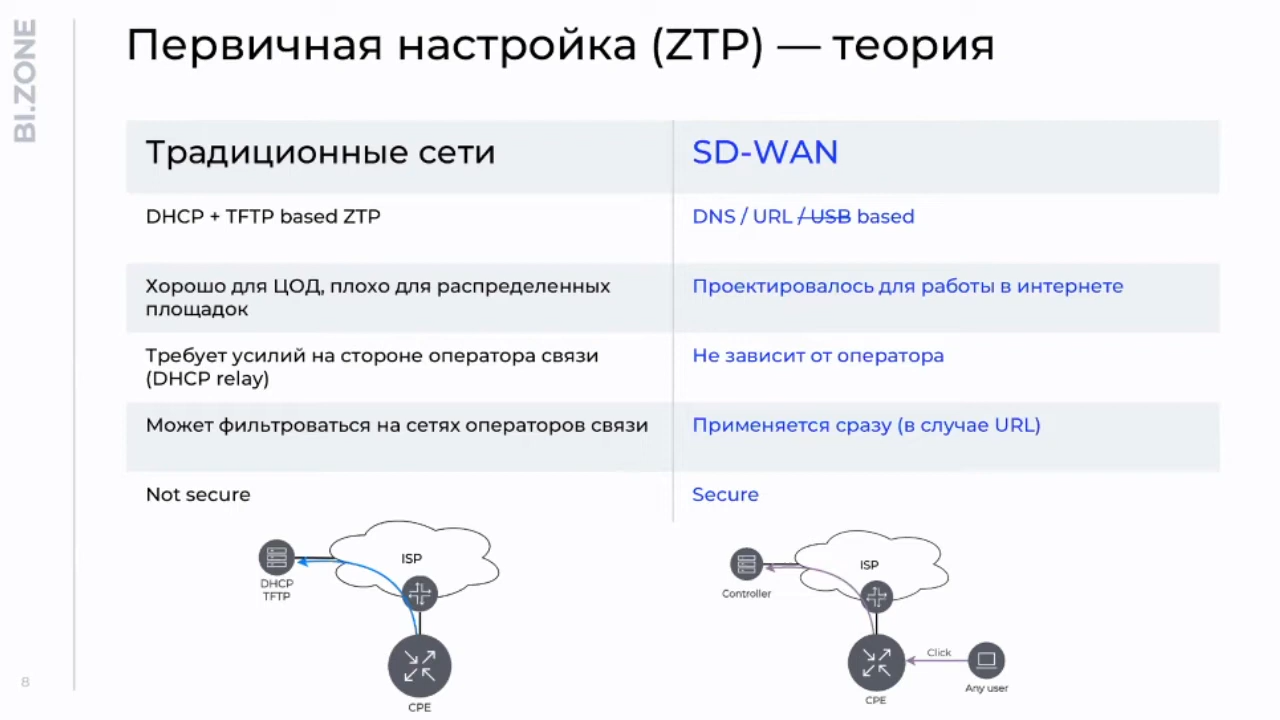 BI.ZONE
Первичная настройка (ZTP) — теория
Традиционные сети
SD-WAN
DHCP + TFTP based ZTP
DNS / URL / USB based
Хорошо для ЦОД, плохо для распределенных
площадок
Проектировалось для работы в интернете
Требует усилий на стороне оператора связи
(DHCP relay)
Не зависит от оператора
Может фильтроваться на сетях операторов связи
Применяется сразу (в случае URL)
Not secure
Secure
ISP
DHCP
TFTP
CPE
ISP
Controller
Click
Any user
CPE
8